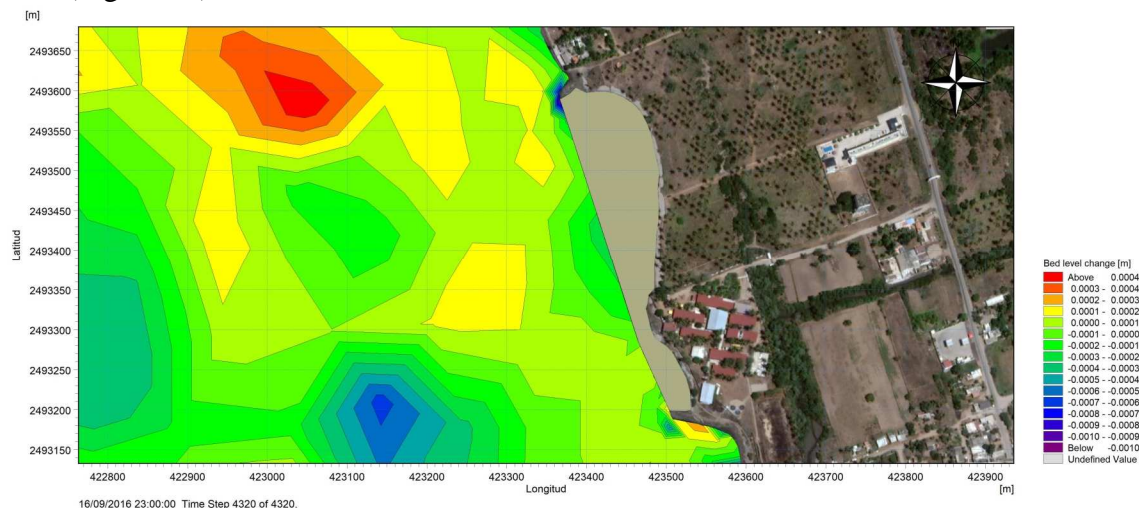 [m]
2493650
2493600
2493550
2493500
2493450
2493400
2493350
2493300
2493250
2493200
2493150
Latitud
422800 422900 423000 423100 423200 423300 423400 423500 423600 423700 423800 423900
Longitud
[m]
16/09/2016 23:00:00 Time Step 4320 of 4320.
Bed level change [m]
Above 0.0004
0.0003 - 0.0004
0.0002 - 0.0003
0.0001 - 0.0002
0.0000 - 0.0001
-0.0001 - 0.0000
-0.0002 - -0.0001
-0.0003 - -0.0002
-0.0004 - -0.0003
-0.0005 - -0.0004
-0.0006 - -0.0005
-0.0007 - -0.0006
-0.0008 - -0.0007
-0.0009 - -0.0008
-0.0010 - -0.0009
Below -0.0010
Undefined Value